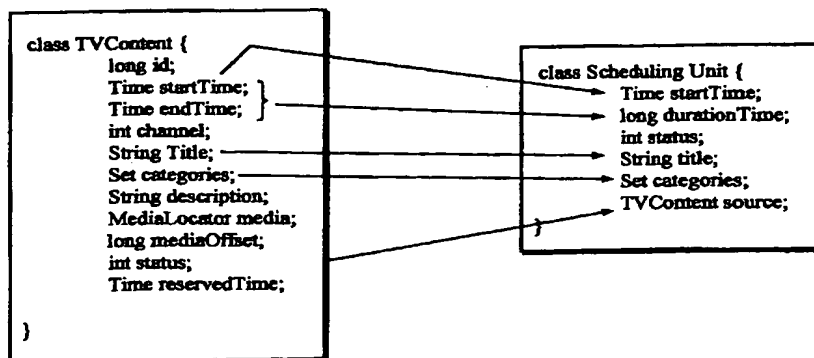 class TVContent {
long id;
Time startTime;
Time endTime;
int channel;
String Title;
Set categories;
String description;
MediaLocator media;
long mediaOffset;
int status;
Time reservedTime;
}
class Scheduling Unit {
Time startTime;
long durationTime;
int status;
String title;
Set categories;
TVContent source;
}